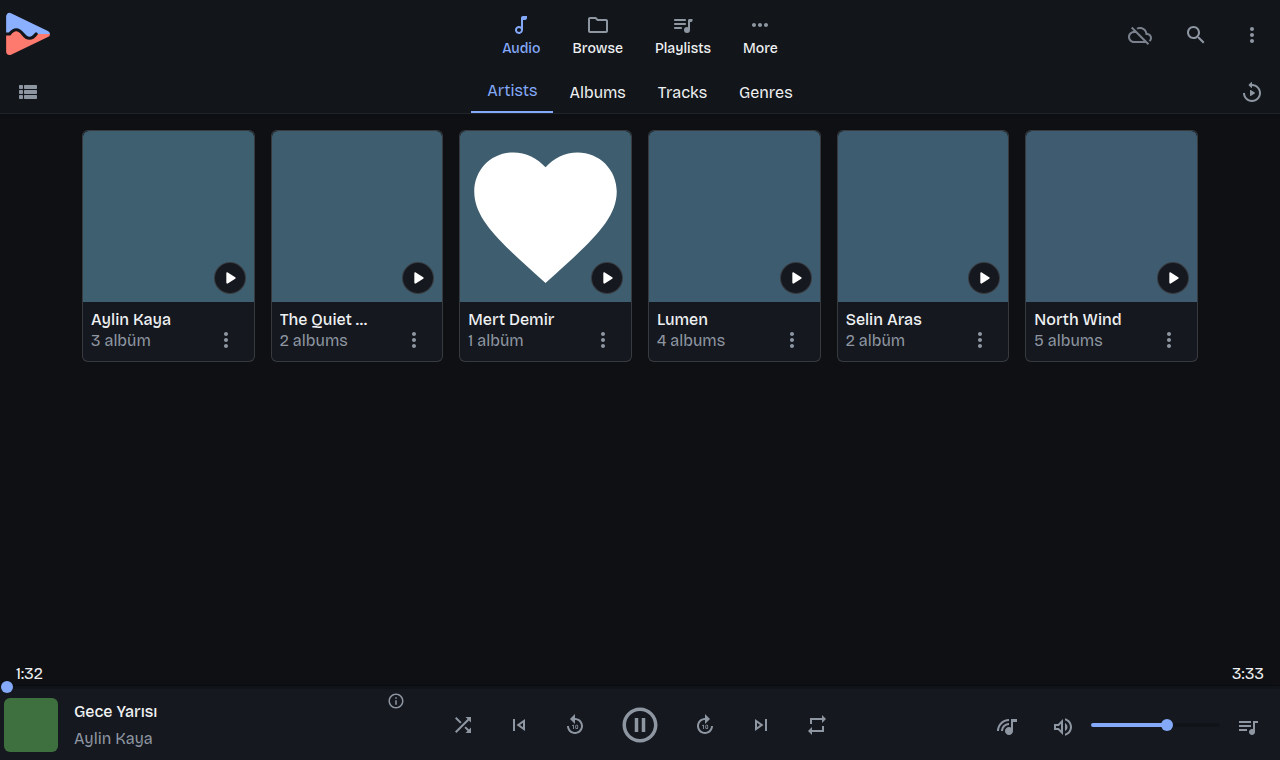 Audio
Browse
Playlists
More
Artists
Albums
Tracks
Genres
Aylin Kaya
3 albüm
The Quiet ...
2 albums
Mert Demir
1 albüm
Lumen
4 albums
Selin Aras
2 albüm
North Wind
5 albums
1:32
3:33
Gece Yarısı
Aylin Kaya
10
10